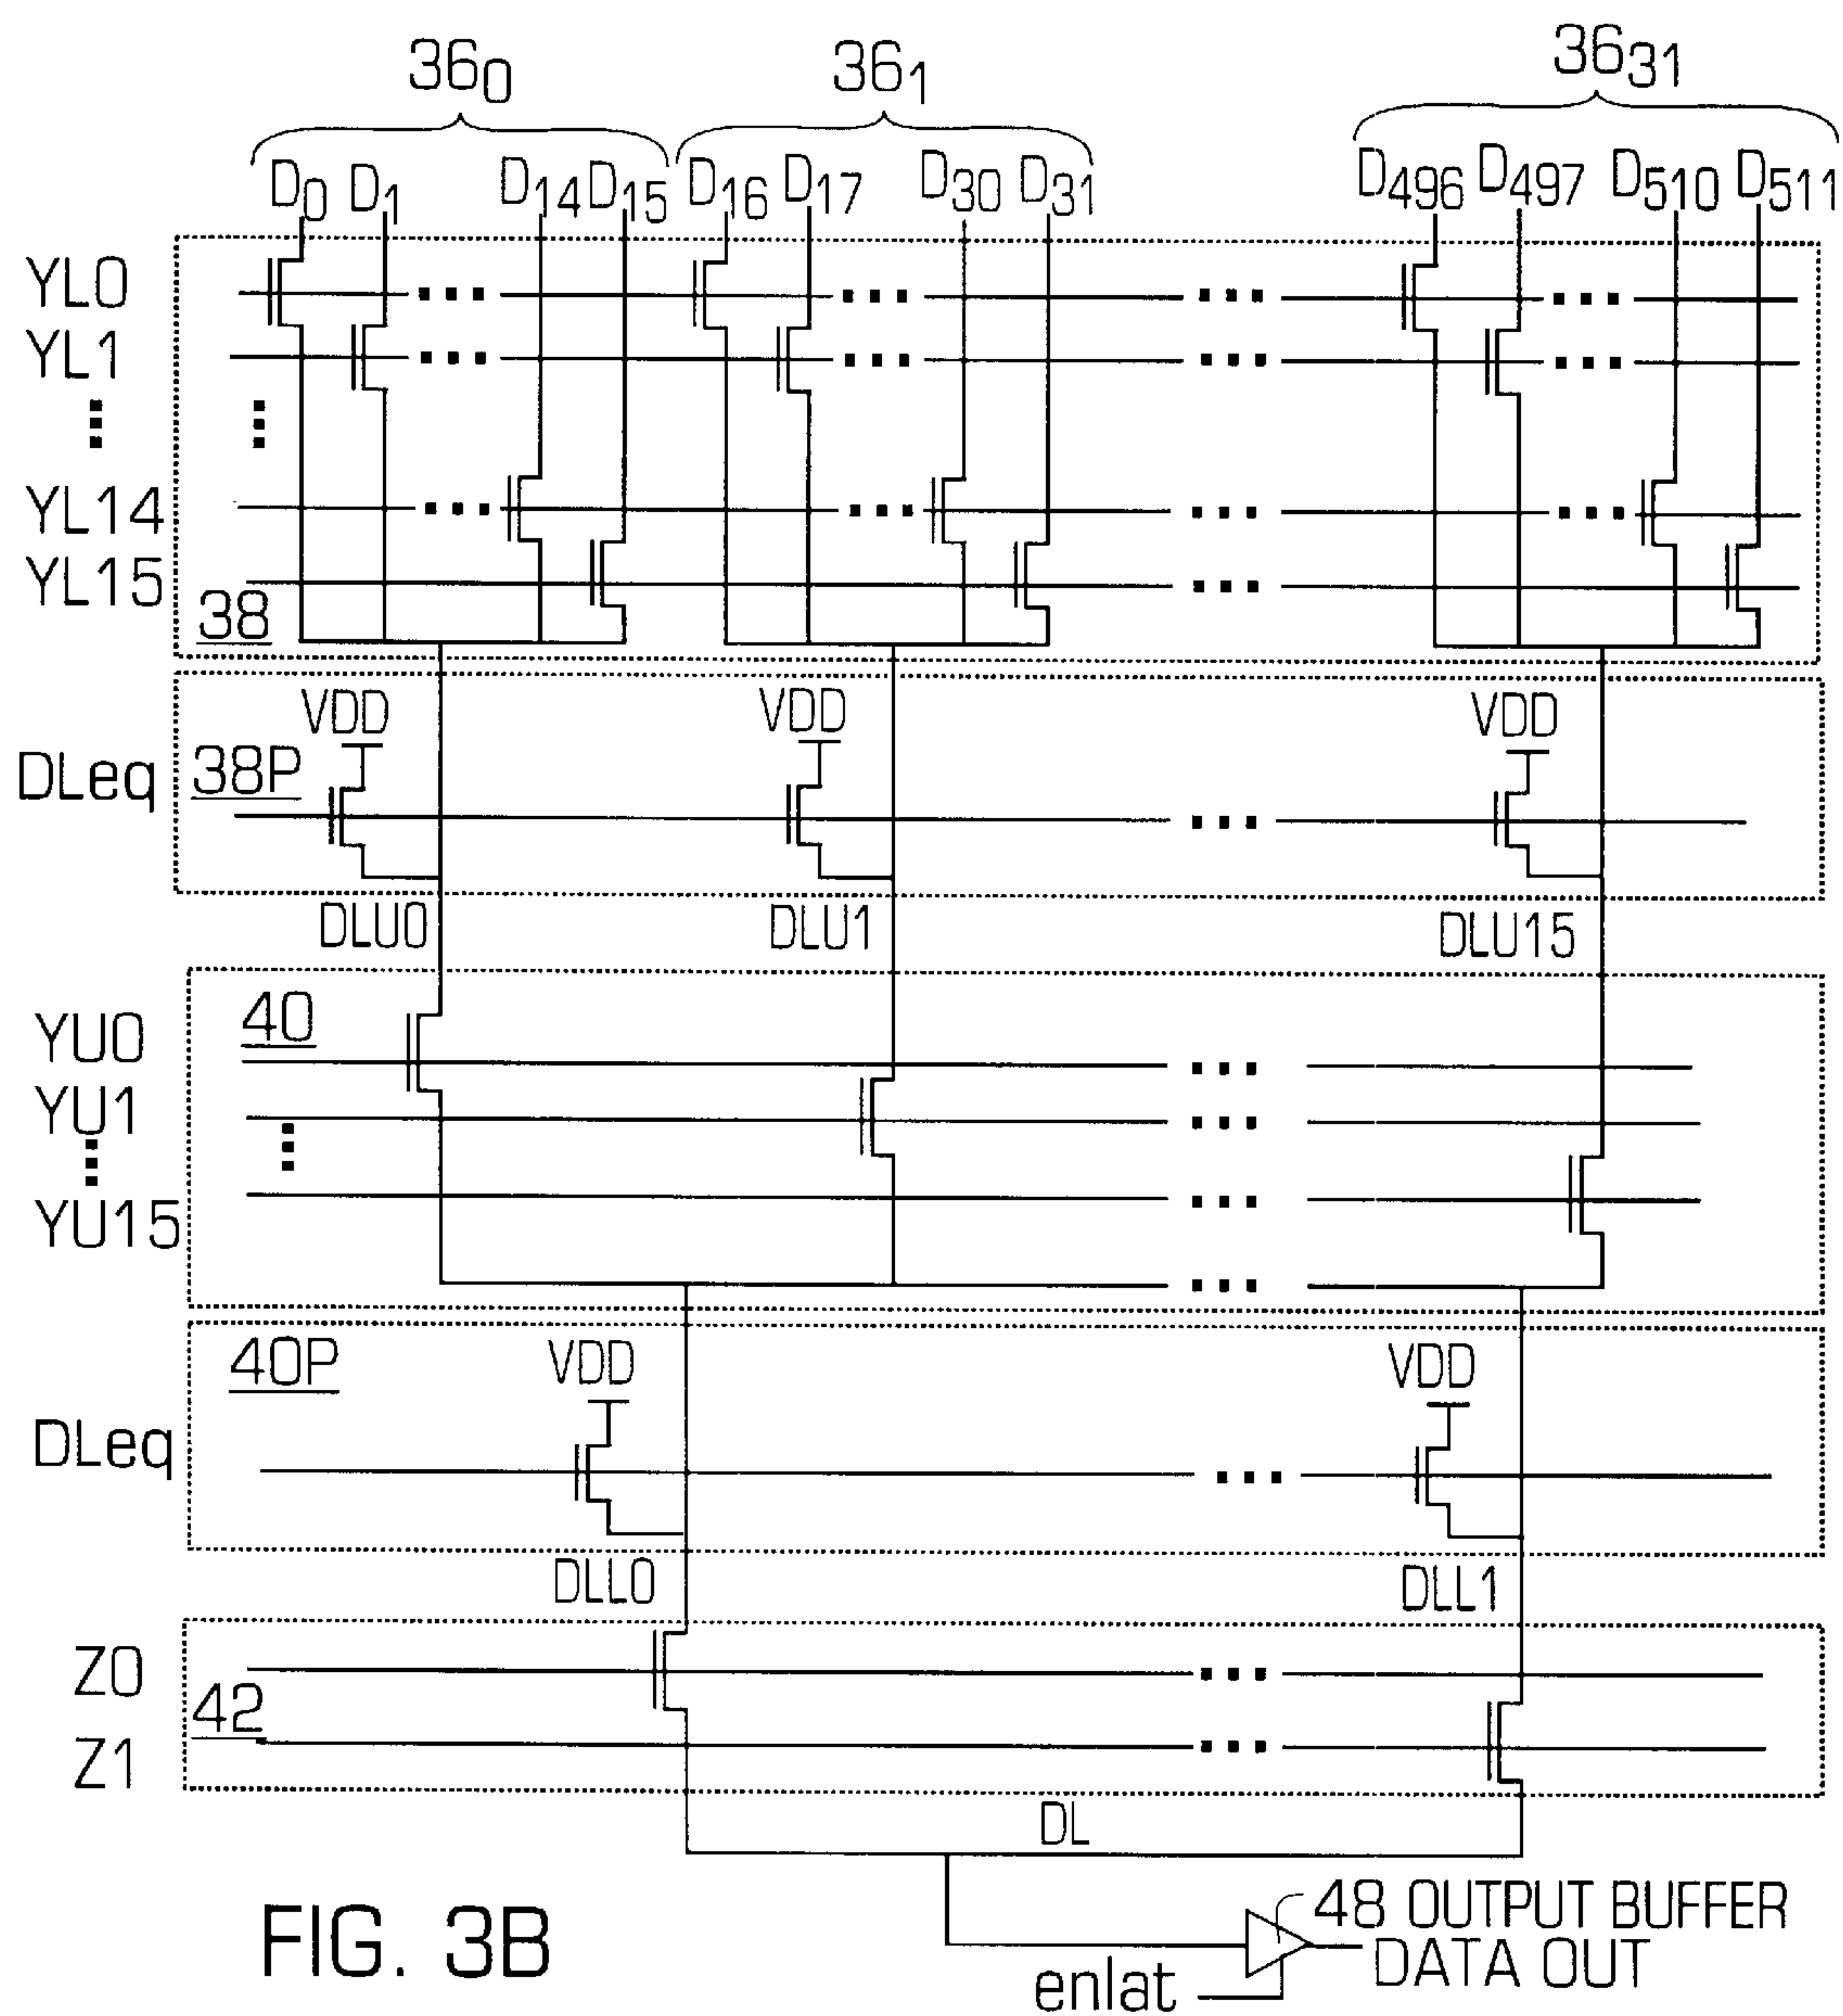 36₀ 36₁ 36₃₁
D₀ D₁ D₁₄ D₁₅ D₁₆ D₁₇ D₃₀ D₃₁ D₄₉₆ D₄₉₇ D₅₁₀ D₅₁₁
YL0
YL1
YL14
YL15
38
VDD VDD VDD
DLeq 38P
DLU0 DLU1 DLU15
YU0 40
YU1
YU15
40P VDD VDD
DLeq
DLL0 DLL1
Z0
42
Z1
DL
48 OUTPUT BUFFER
DATA OUT
enlat
FIG. 3B